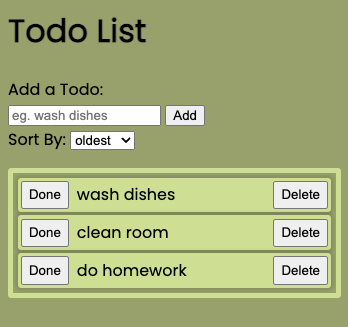 Todo List
Add a Todo:
eg. wash dishes Add
Sort By: oldest
Done wash dishes Delete
Done clean room Delete
Done do homework Delete